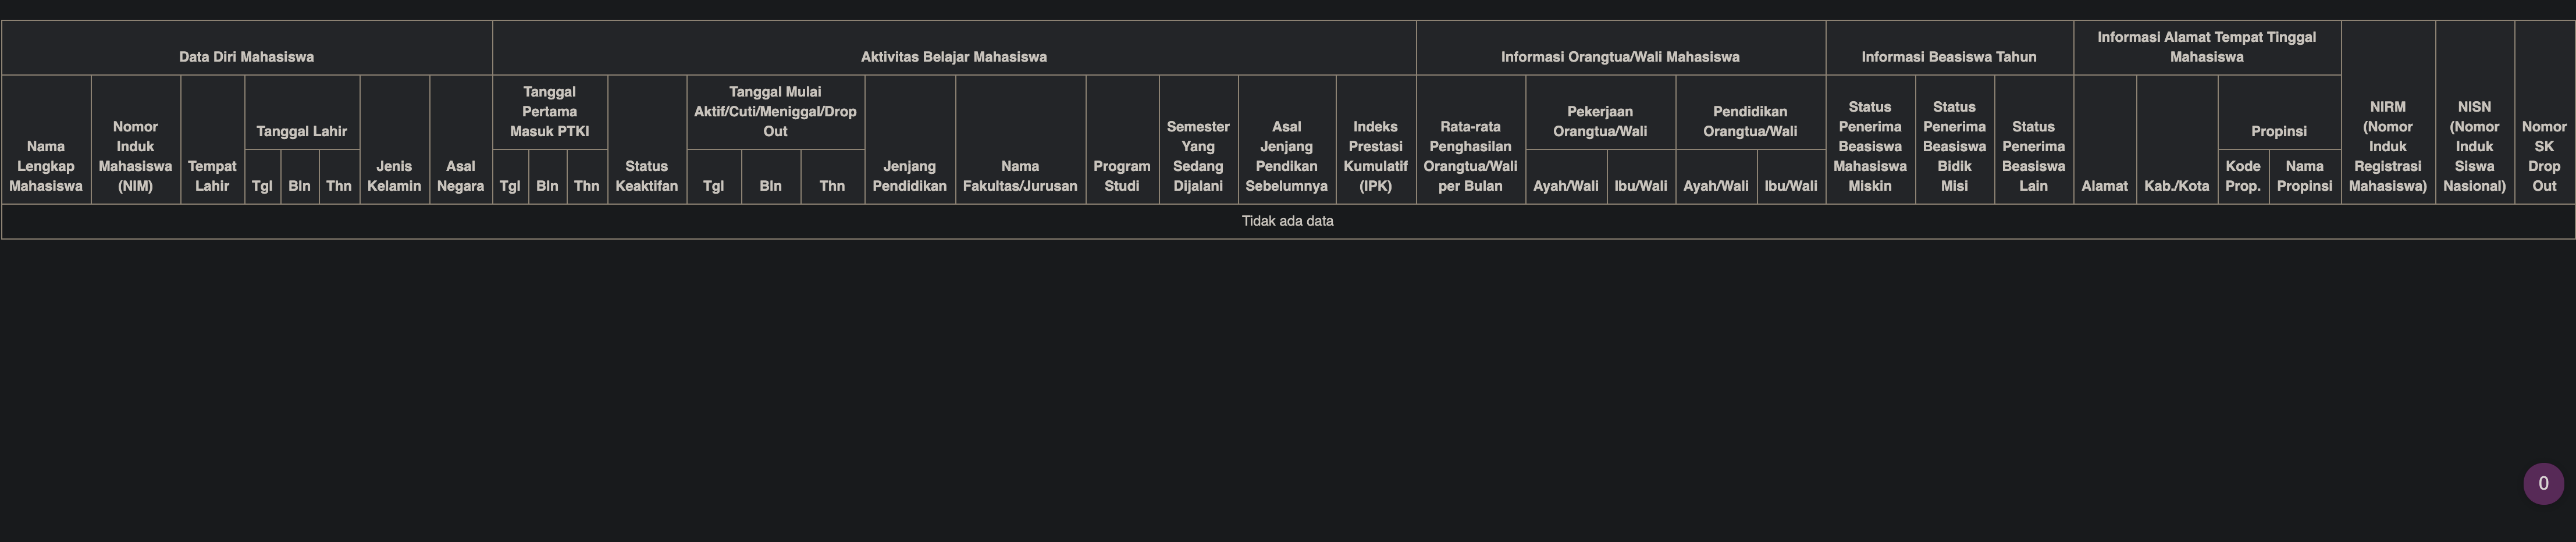 Data Diri Mahasiswa
Aktivitas Belajar Mahasiswa
Informasi Orangtua/Wali Mahasiswa
Informasi Beasiswa Tahun
Informasi Alamat Tempat Tinggal
Mahasiswa
Nama
Lengkap
Mahasiswa
Nomor
Induk
Mahasiswa
(NIM)
Tempat
Lahir
Tanggal Lahir
Tgl
Bln
Thn
Jenis
Kelamin
Asal
Negara
Tanggal
Pertama
Masuk PTKI
Tgl
Bln
Thn
Status
Keaktifan
Tanggal Mulai
Aktif/Cuti/Meniggal/Drop
Out
Tgl
Bln
Thn
Jenjang
Pendidikan
Nama
Fakultas/Jurusan
Program
Studi
Semester
Yang
Sedang
Dijalani
Asal
Jenjang
Pendikan
Sebelumnya
Indeks
Prestasi
Kumulatif
(IPK)
Rata-rata
Penghasilan
Orangtua/Wali
per Bulan
Pekerjaan
Orangtua/Wali
Ayah/Wali
Ibu/Wali
Pendidikan
Orangtua/Wali
Ayah/Wali
Ibu/Wali
Status
Penerima
Beasiswa
Mahasiswa
Miskin
Status
Penerima
Beasiswa
Bidik
Misi
Status
Penerima
Beasiswa
Lain
Alamat
Kab./Kota
Propinsi
Kode
Prop.
Nama
Propinsi
NIRM
(Nomor
Induk
Registrasi
Mahasiswa)
NISN
(Nomor
Induk
Siswa
Nasional)
Nomor
SK
Drop
Out
Tidak ada data
0